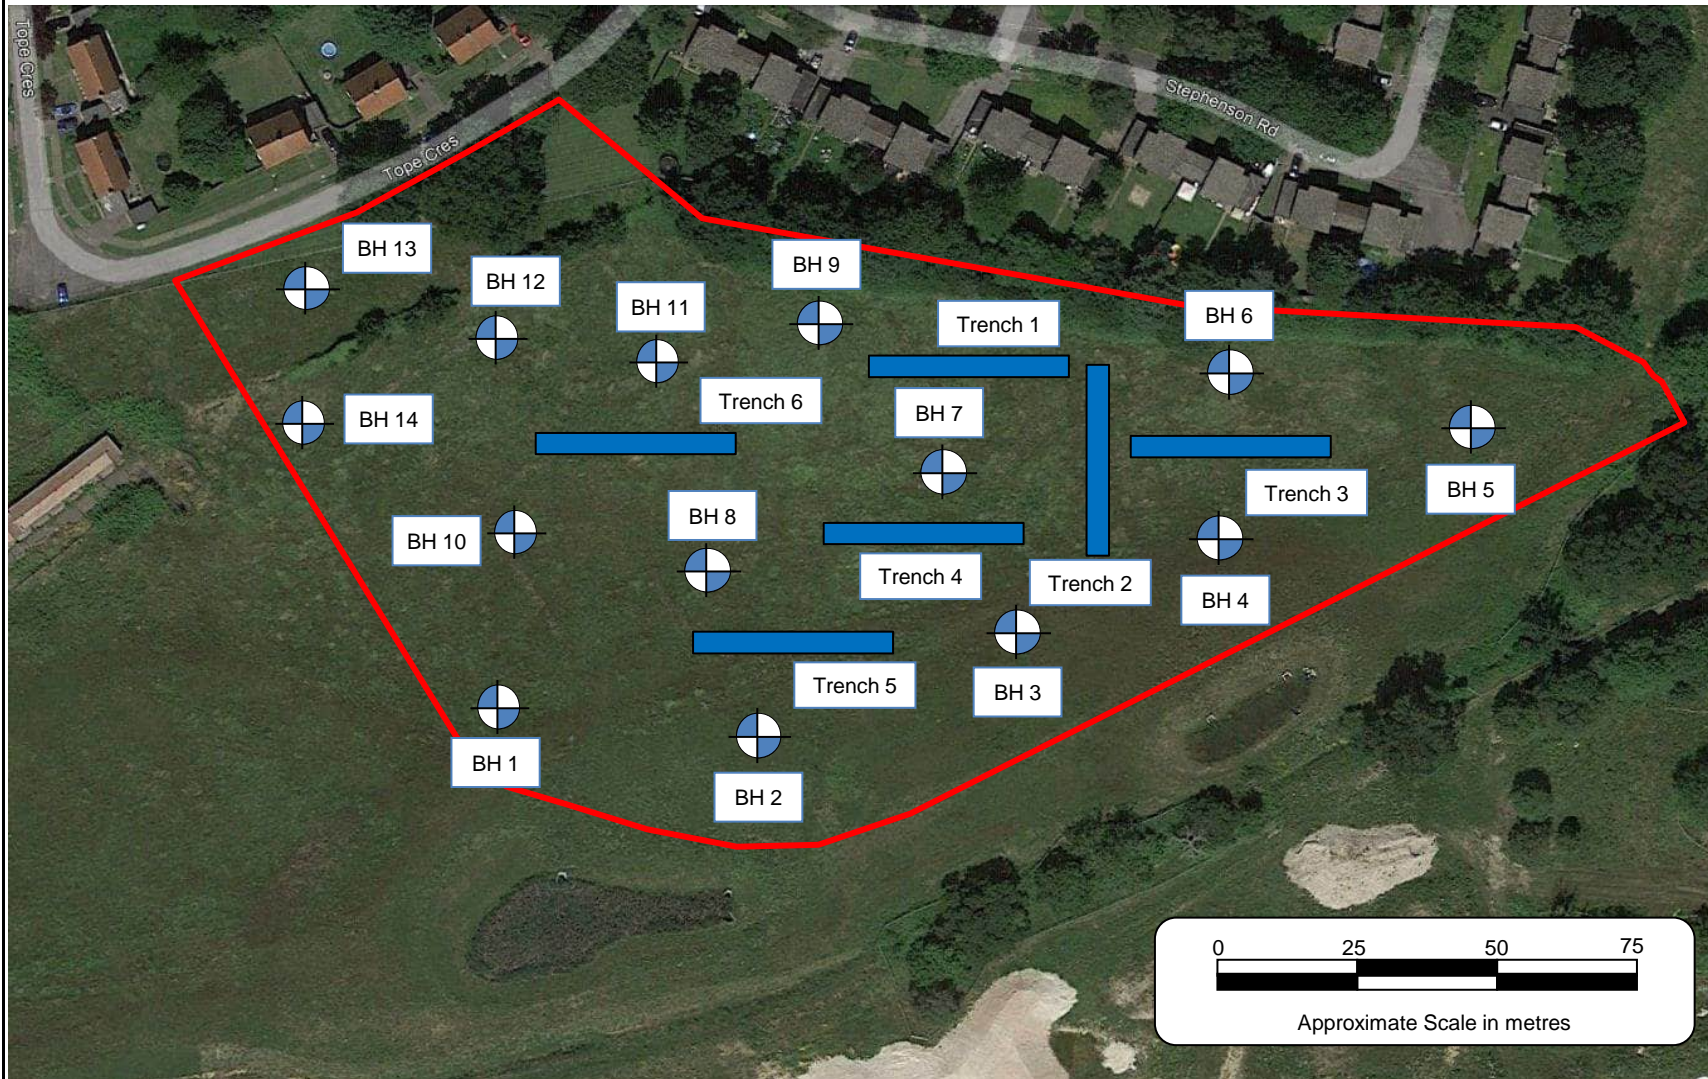 Tope Cres
Stephenson Rd
Tope Cres
BH 13
BH 9
BH 12
BH 11
BH 6
Trench 1
Trench 6
BH 7
BH 14
BH 5
Trench 3
BH 8
BH 10
Trench 4
Trench 2
BH 4
Trench 5
BH 3
BH 1
BH 2
0 25 50 75
Approximate Scale in metres